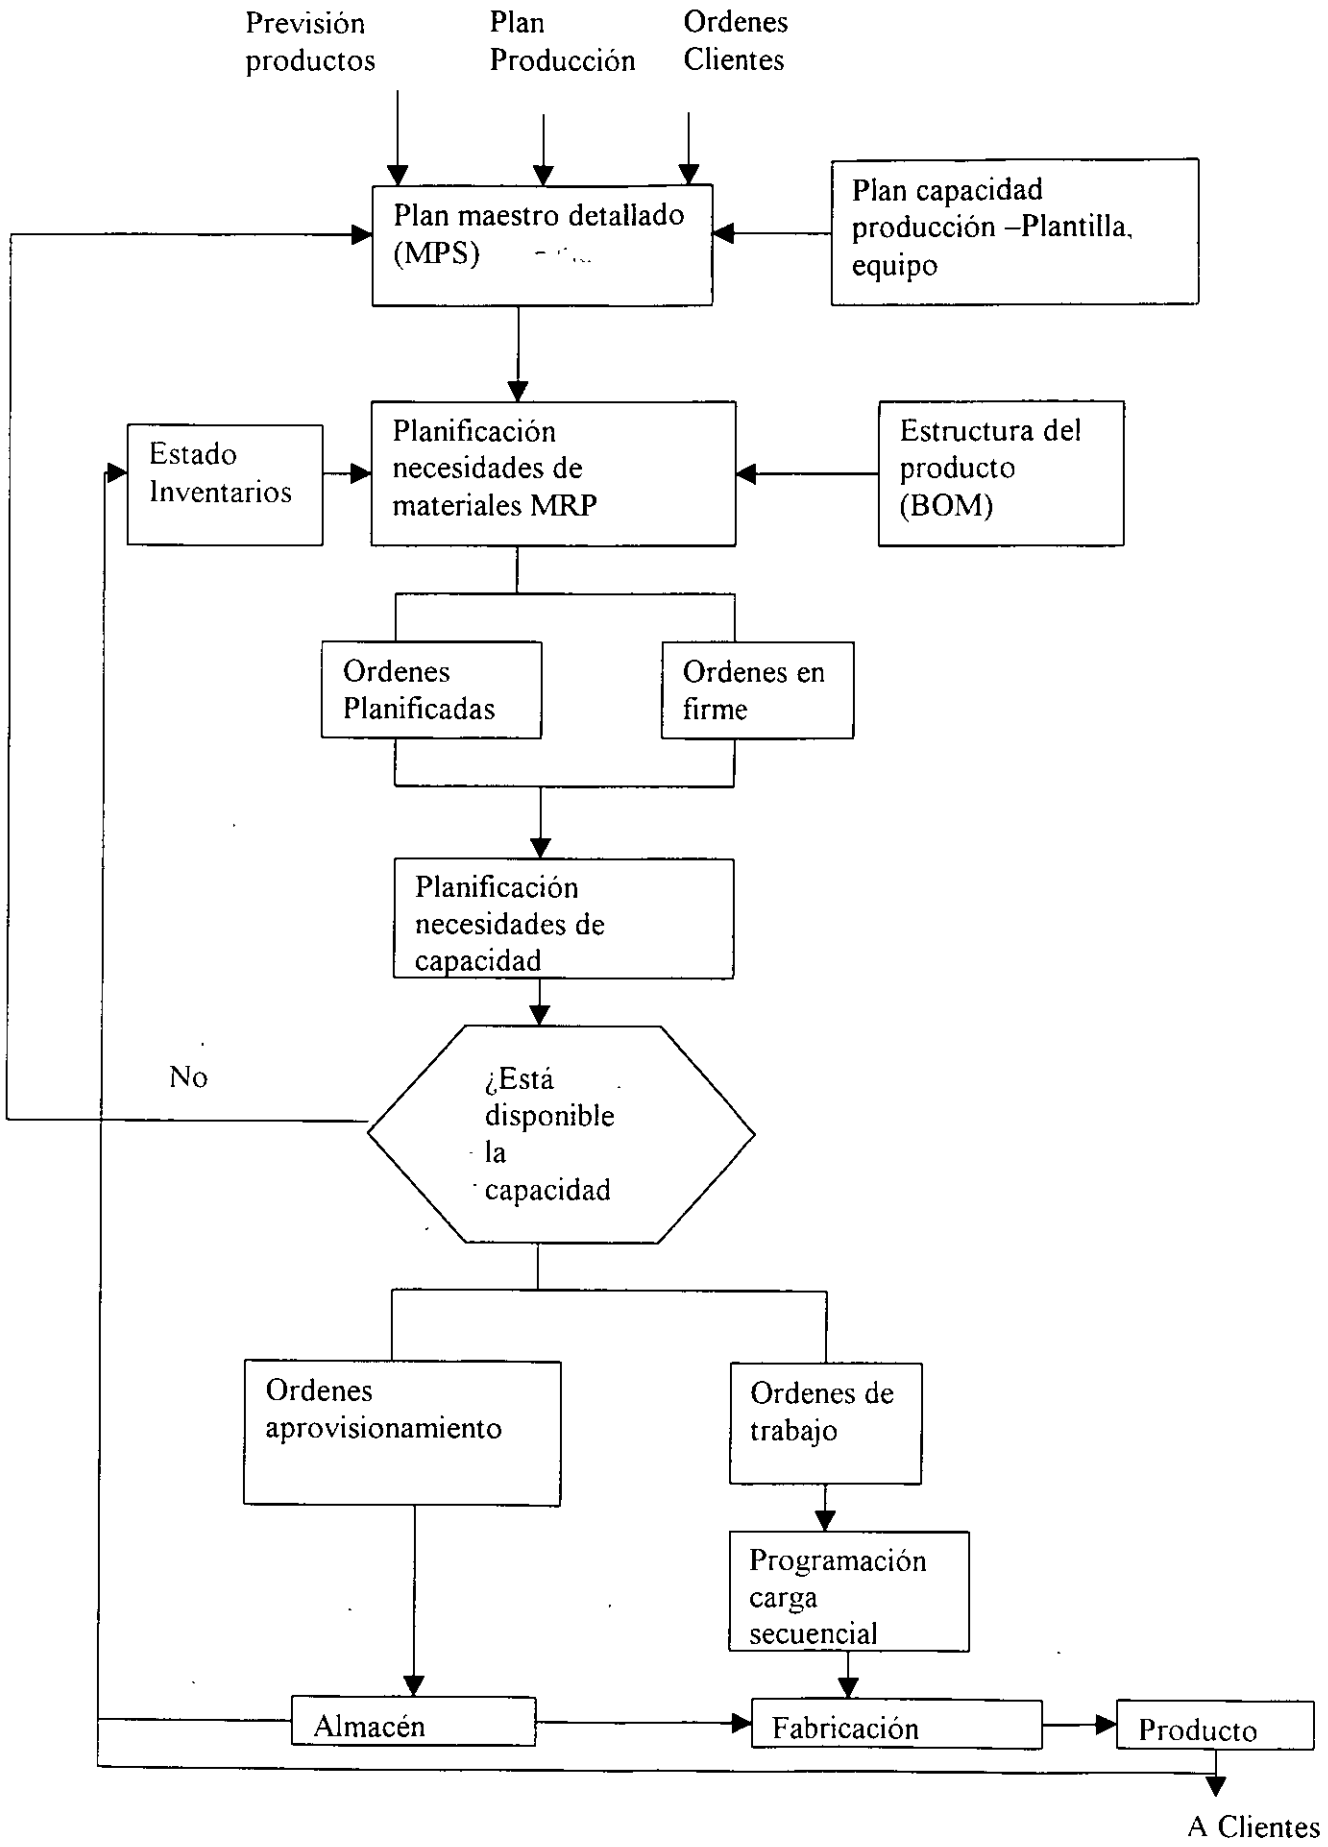 Previsión
productos
Plan
Producción
Ordenes
Clientes
Plan maestro detallado
(MPS)
Plan capacidad
producción –Plantilla,
equipo
Estado
Inventarios
Planificación
necesidades de
materiales MRP
Estructura del
producto
(BOM)
Ordenes
Planificadas
Ordenes en
firme
Planificación
necesidades de
capacidad
No
¿Está
disponible
la
capacidad
Ordenes
aprovisionamiento
Ordenes de
trabajo
Programación
carga
secuencial
Almacén
Fabricación
Producto
A Clientes